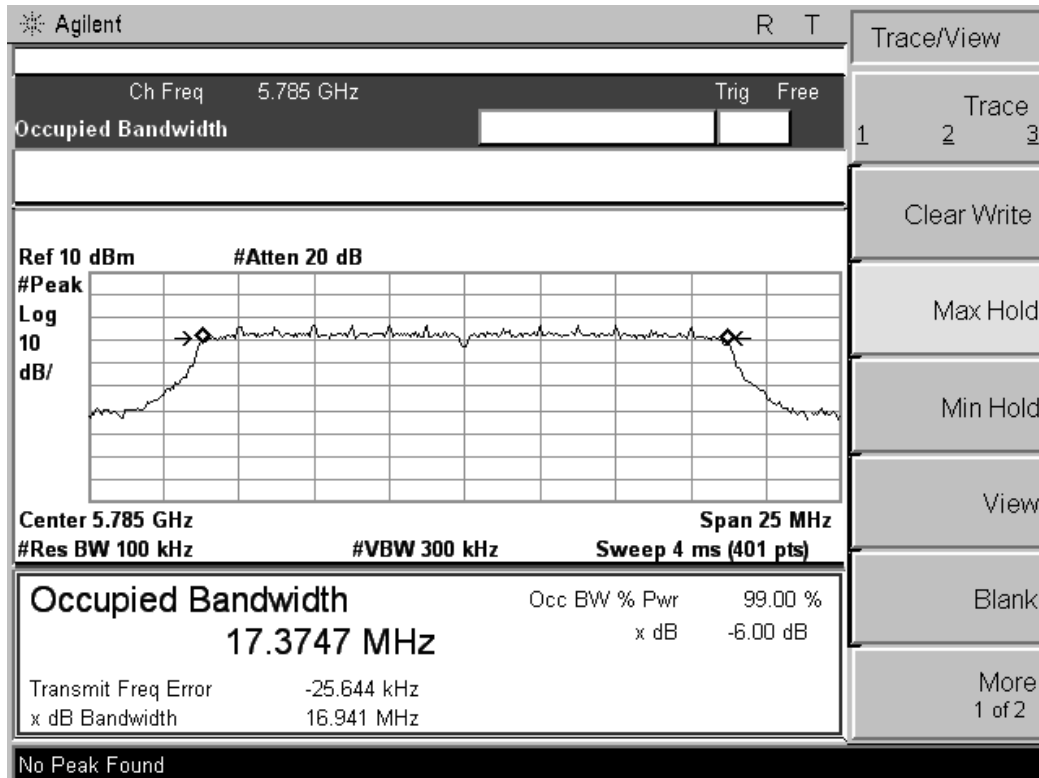 Agilent R T
Trace/View
Ch Freq 5.785 GHz Trig Free
Occupied Bandwidth
Trace
1 2 3
Clear Write
Ref 10 dBm #Atten 20 dB
#Peak
Log
10
dB/
Max Hold
Min Hold
View
Center 5.785 GHz Span 25 MHz
#Res BW 100 kHz #VBW 300 kHz Sweep 4 ms (401 pts)
Occupied Bandwidth
17.3747 MHz
Occ BW % Pwr 99.00 %
x dB -6.00 dB
Transmit Freq Error -25.644 kHz
x dB Bandwidth 16.941 MHz
Blank
More
1 of 2
No Peak Found